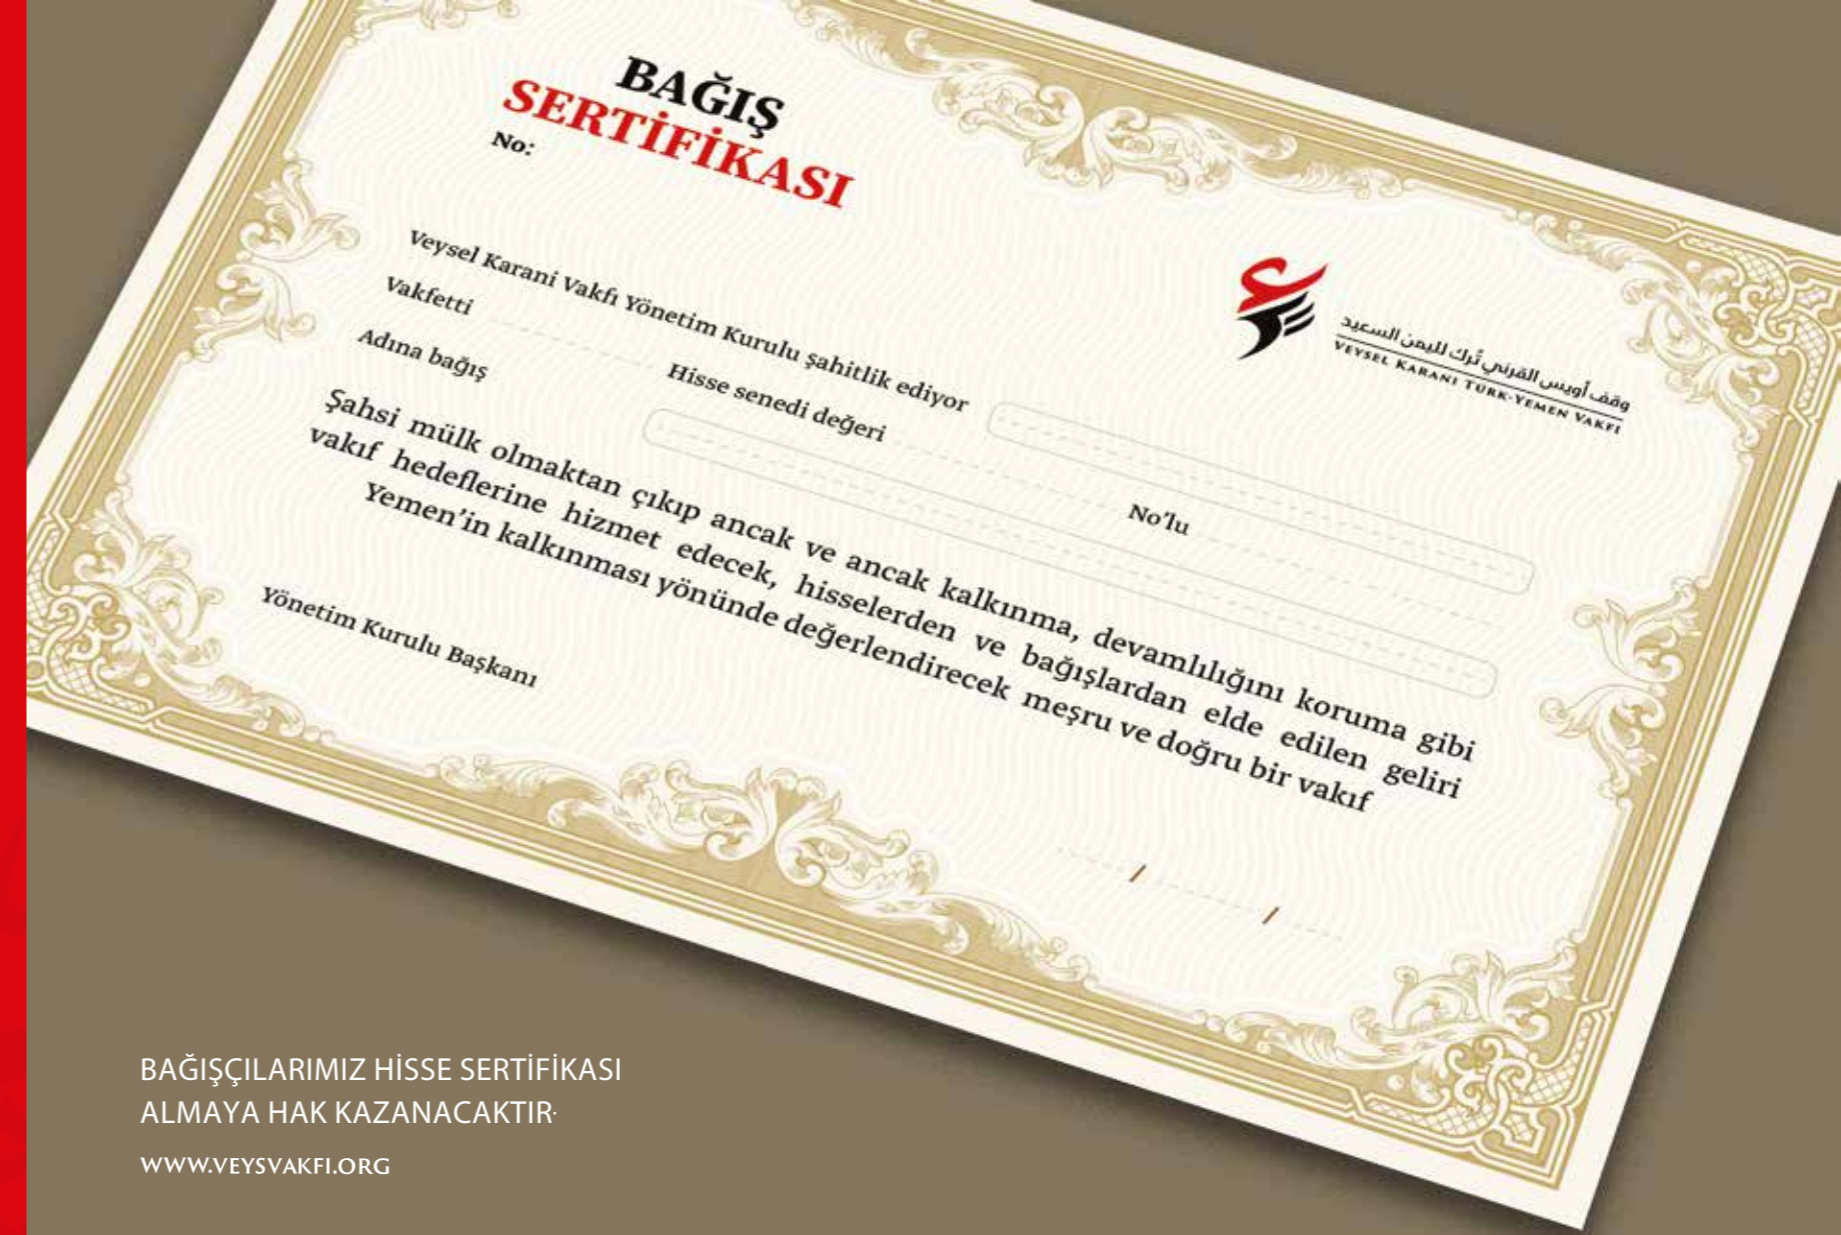 BAĞIŞ
SERTİFİKASI
No:
وقف أويس القرني تُرك لليمن السعيد
VEYSEL KARANI TURK-YEMEN VAKFI
Veysel Karani Vakfı Yönetim Kurulu şahitlik ediyor
Vakfetti
Hisse senedi değeri
No'lu
Adına bağış
Şahsi mülk olmaktan çıkıp ancak ve ancak kalkınma, devamlılığını koruma gibi
vakıf hedeflerine hizmet edecek, hisselerden ve bağışlardan elde edilen geliri
Yemen'in kalkınması yönünde değerlendirecek meşru ve doğru bir vakıf
Yönetim Kurulu Başkanı
/ /
BAĞIŞÇILARIMIZ HİSSE SERTİFİKASI
ALMAYA HAK KAZANACAKTIR.
WWW.VEYSVAKFI.ORG